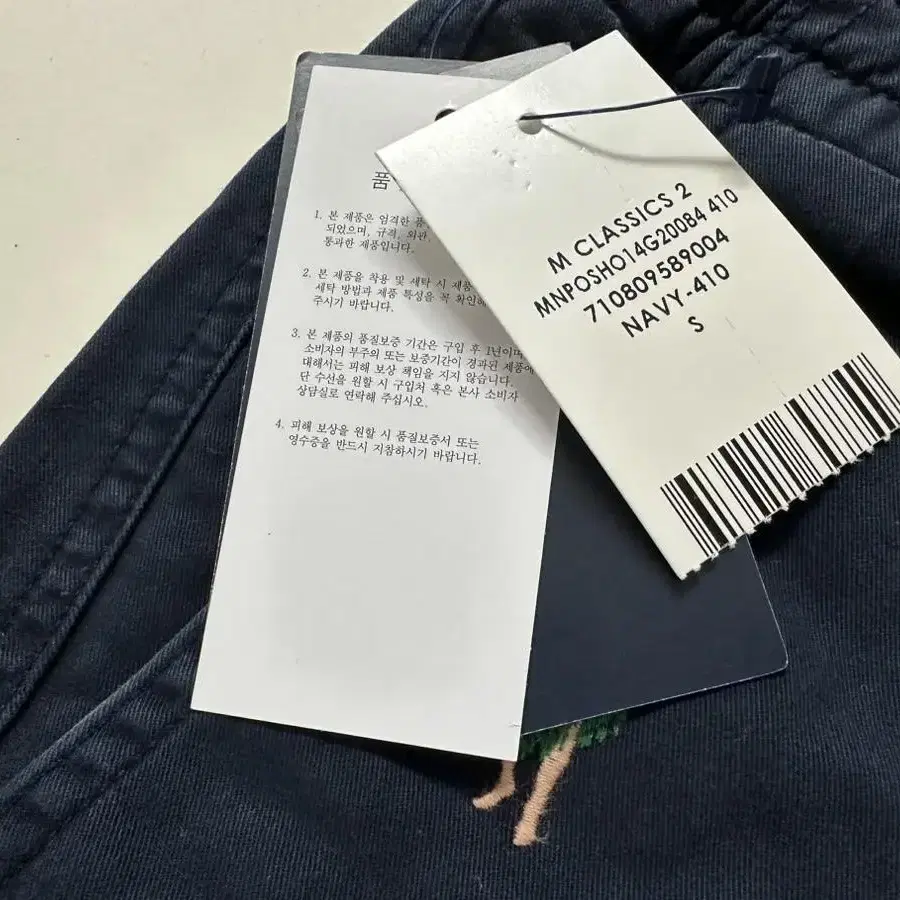 품
1. 본 제품은 엄격한 품
되었으며, 규격, 외관,
통과한 제품입니다.
2. 본 제품을 착용 및 세탁 시 제품
세탁 방법과 제품 특성을 꼭 확인해
주시기 바랍니다.
3. 본 제품의 품질보증 기간은 구입 후 1년이며
소비자의 부주의 또는 보증기간이 경과된 제품에
대해서는 피해 보상 책임을 지지 않습니다.
단 수선을 원할 시 구입처 혹은 본사 소비자
상담실로 연락해 주십시오.
4. 피해 보상을 원할 시 품질보증서 또는
영수증을 반드시 지참하시기 바랍니다.
M CLASSICS 2
MNPOSHO14G20084 410
710809589004
NAVY-410
S